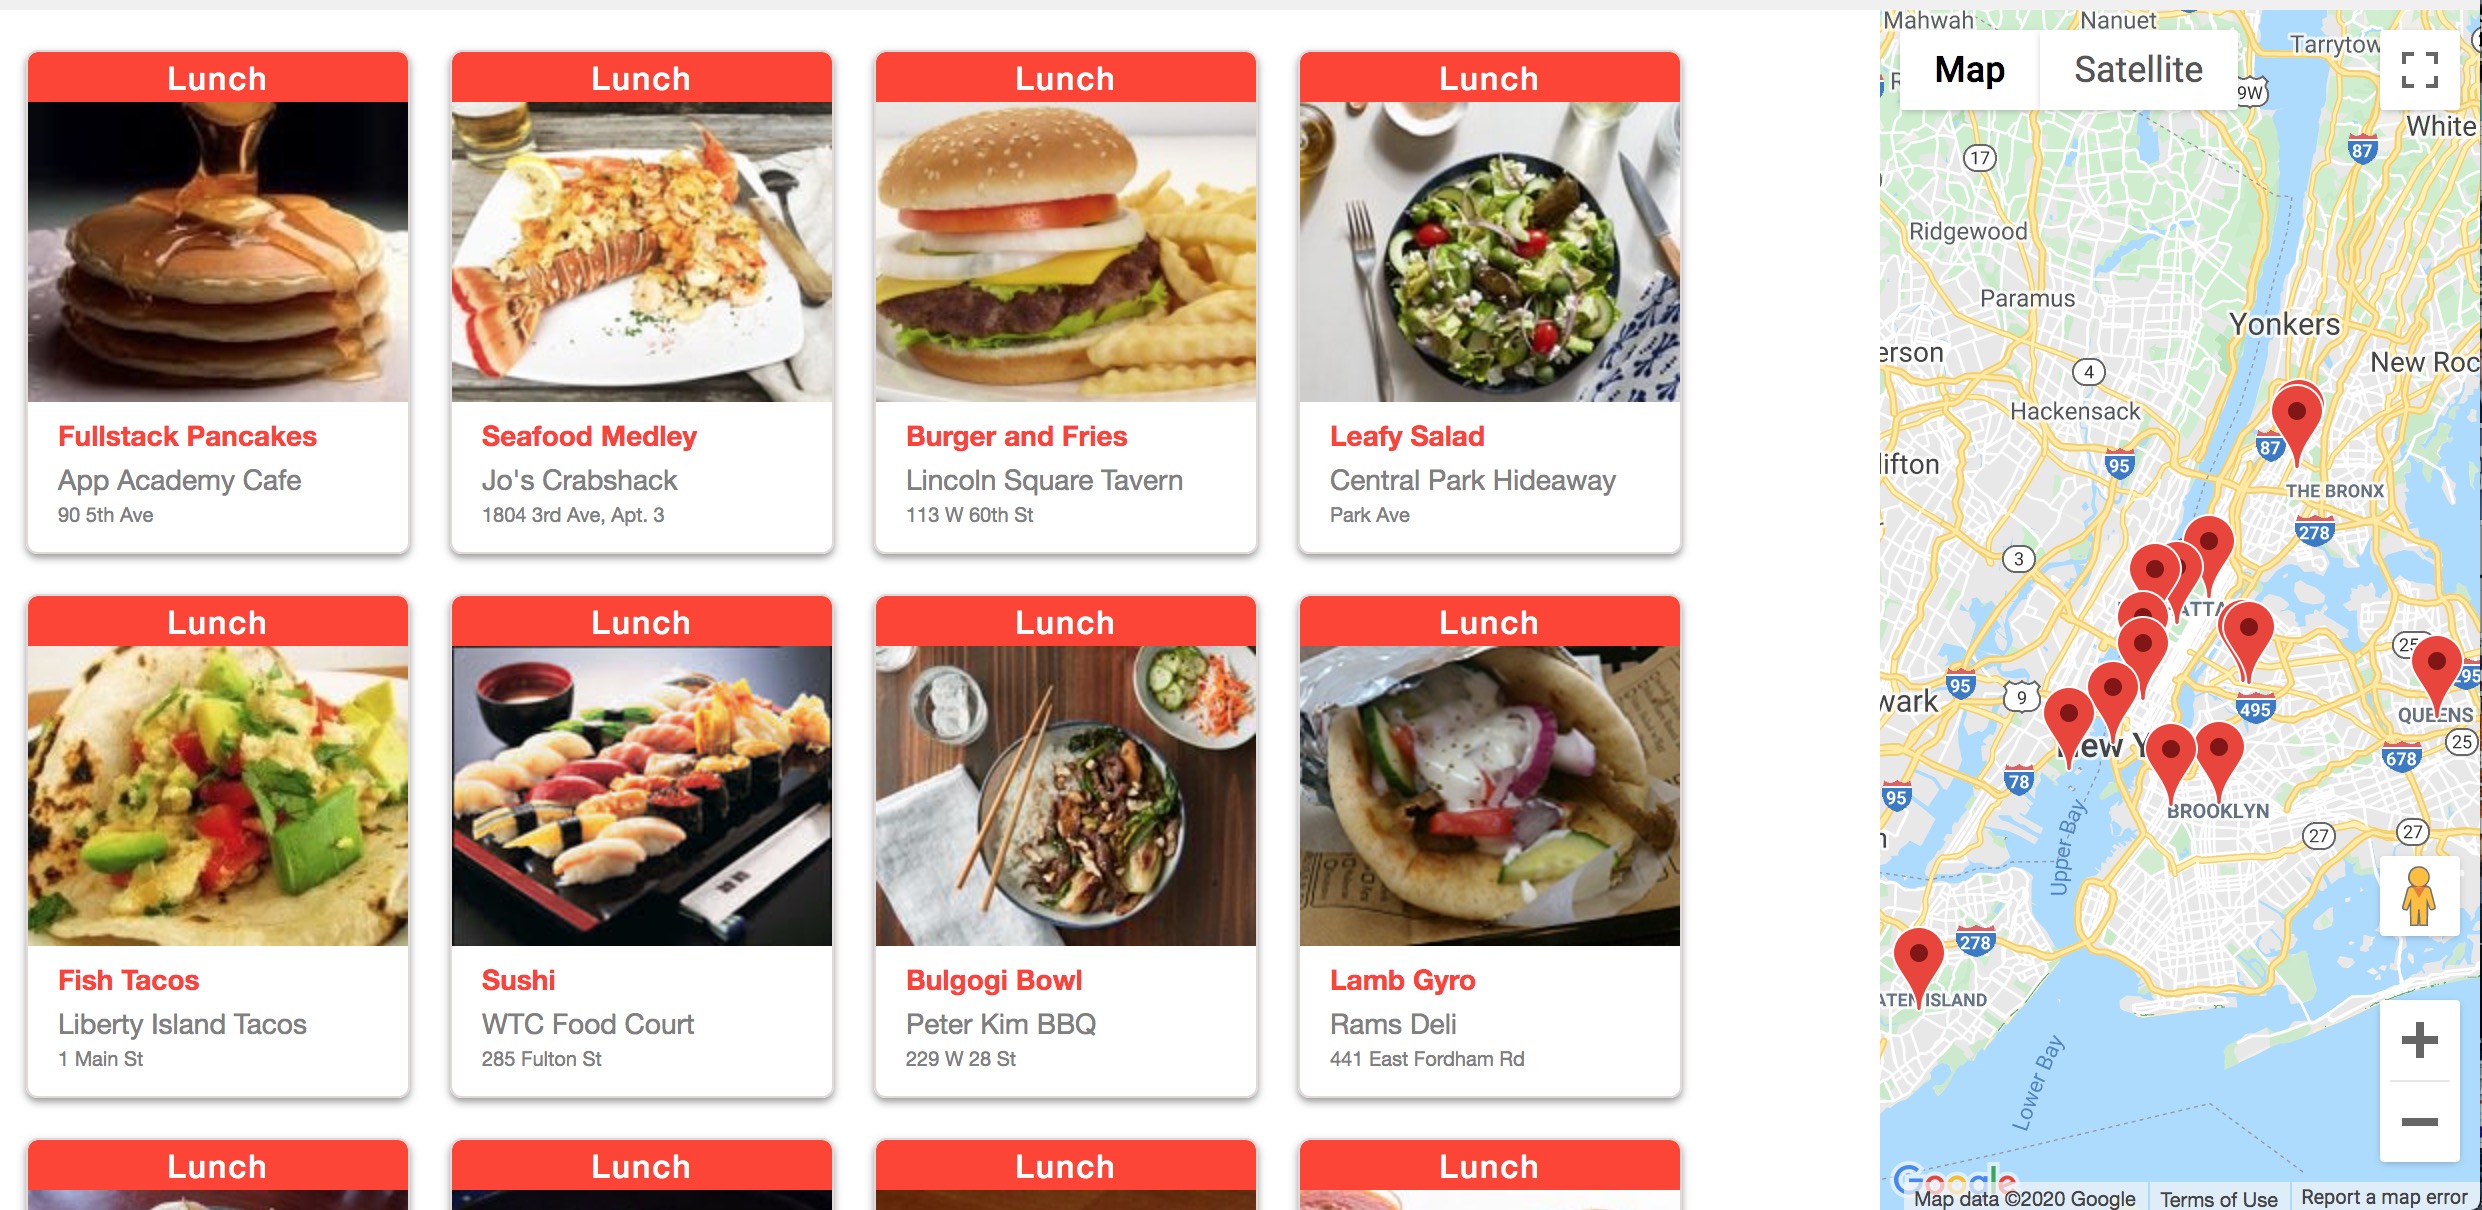 Lunch
Lunch
Lunch
Lunch
Fullstack Pancakes
App Academy Cafe
90 5th Ave
Seafood Medley
Jo's Crabshack
1804 3rd Ave, Apt. 3
Burger and Fries
Lincoln Square Tavern
113 W 60th St
Leafy Salad
Central Park Hideaway
Park Ave
Lunch
Lunch
Lunch
Lunch
Fish Tacos
Liberty Island Tacos
1 Main St
Sushi
WTC Food Court
285 Fulton St
Bulgogi Bowl
Peter Kim BBQ
229 W 28 St
Lamb Gyro
Rams Deli
441 East Fordham Rd
Lunch
Lunch
Lunch
Lunch
Mahwah
Nanuet
Tarrytow
Map
Satellite
9W
White
87
17
Ridgewood
Paramus
Yonkers
erson
New Roc
4
Hackensack
87
lifton
95
THE BRONX
278
3
ATTA
25
295
95
9
wark
495
QUEENS
New Y
25
678
78
95
BROOKLYN
27
27
Upper Bay
278
ATEN ISLAND
Lower Bay
Google
Map data ©2020 Google
Terms of Use
Report a map error